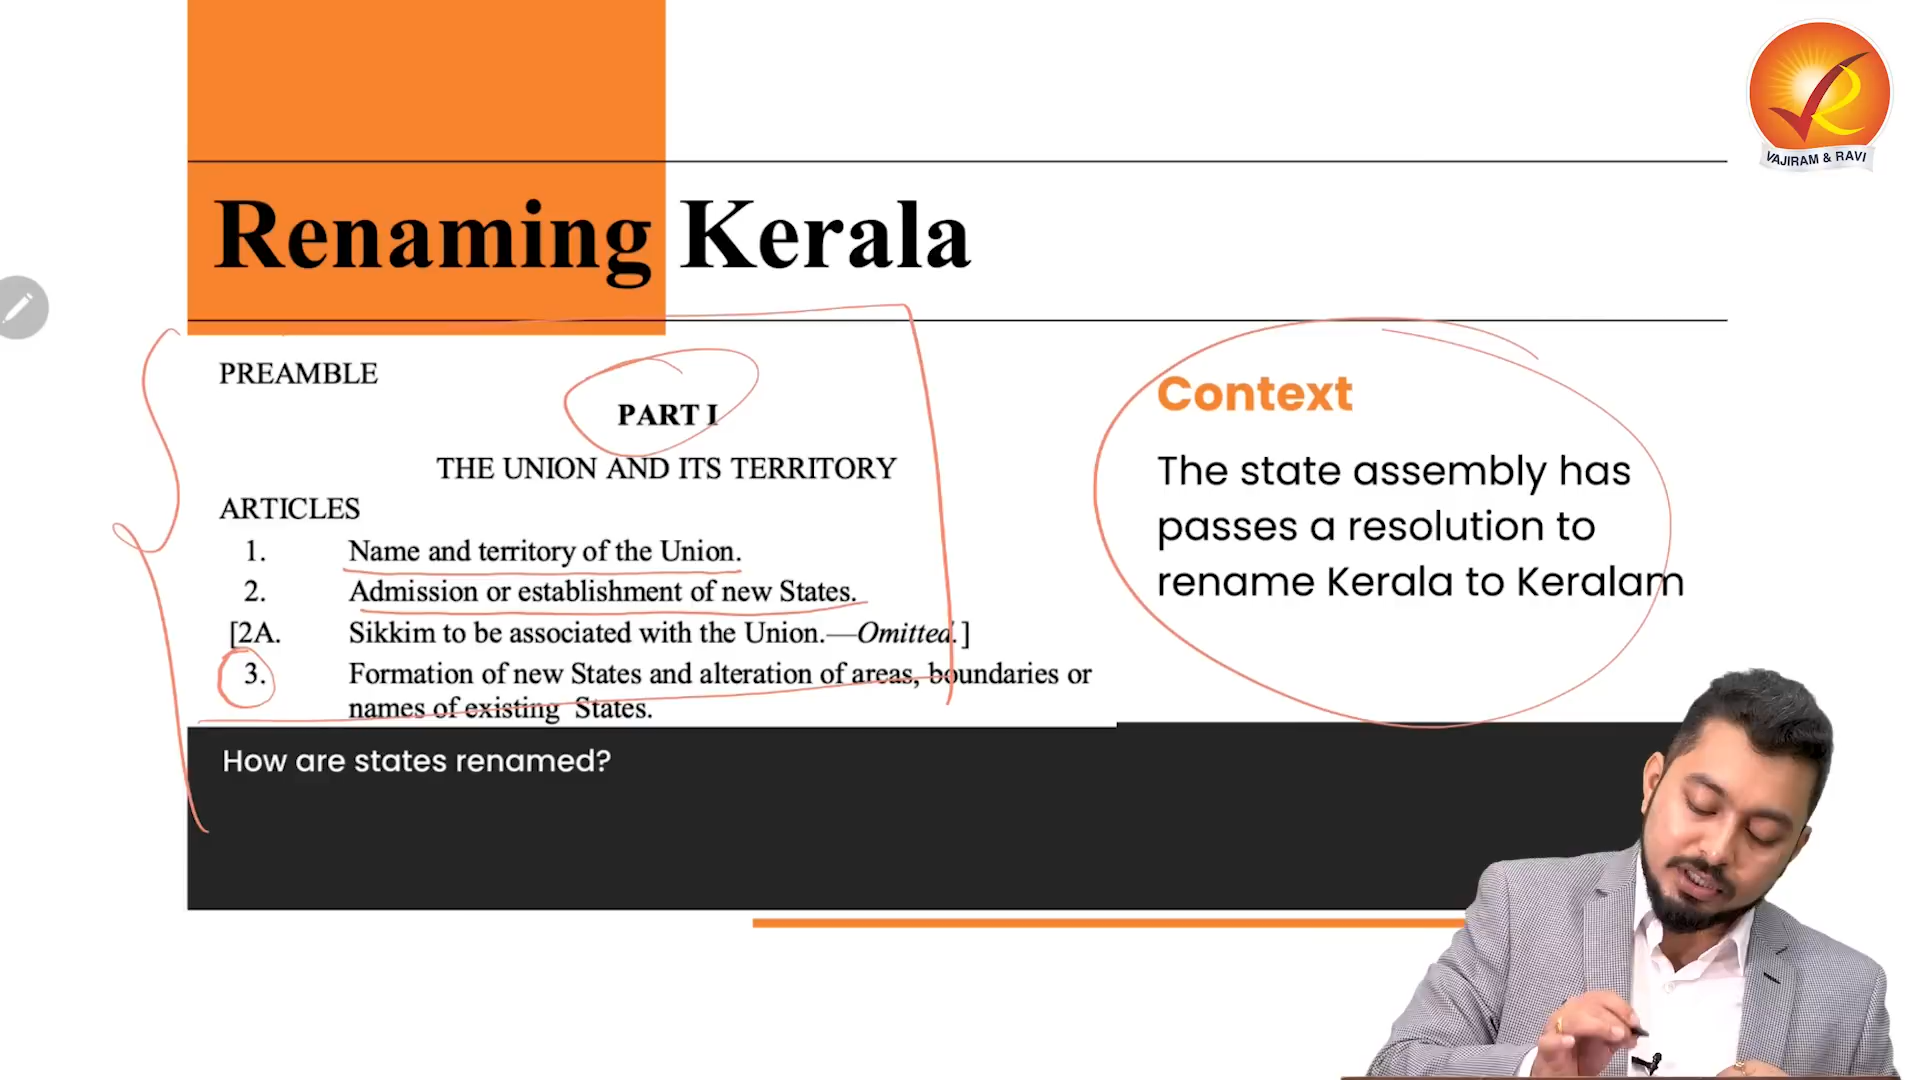 VAJIRAM & RAVI
Renaming Kerala
PREAMBLE
PART I
THE UNION AND ITS TERRITORY
ARTICLES
1. Name and territory of the Union.
2. Admission or establishment of new States.
[2A. Sikkim to be associated with the Union.—Omitted.]
3. Formation of new States and alteration of areas, boundaries or
names of existing States.
Context
The state assembly has
passes a resolution to
rename Kerala to Keralam
How are states renamed?